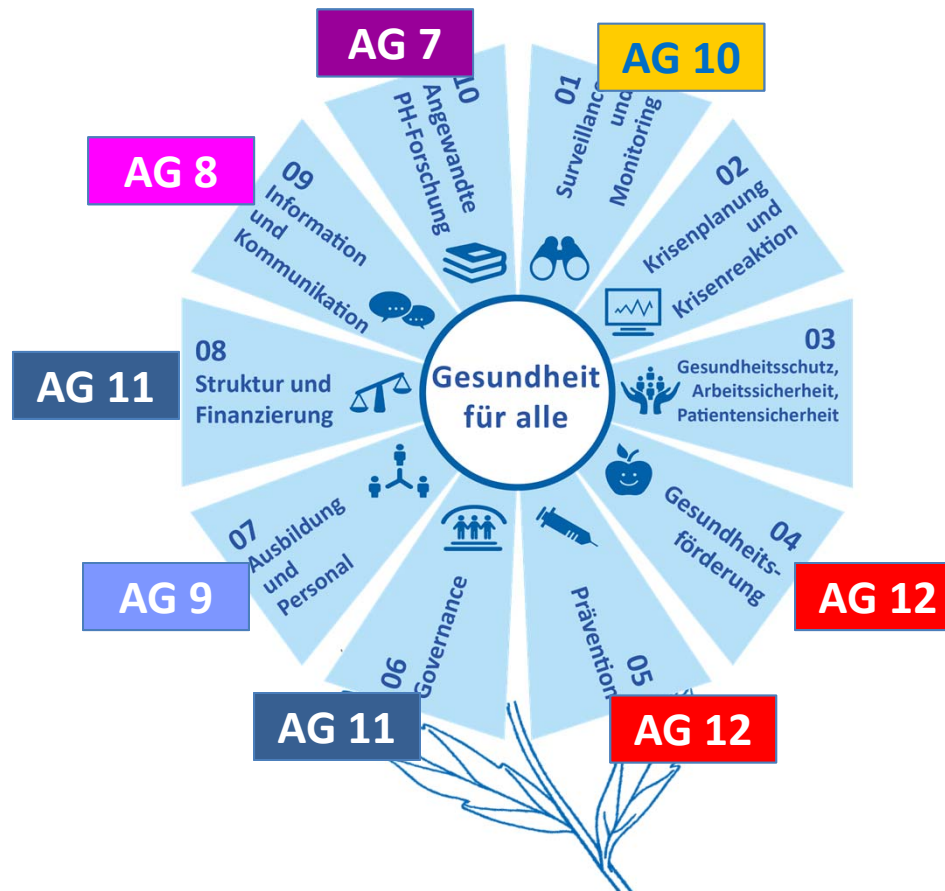 AG 7
AG 10
10
Angewandte
PH-Forschung
01
Surveillance
und
Monitoring
AG 8
09
Information
und
Kommunikation
02
Krisenplanung
und
Krisenreaktion
AG 11
08
Struktur und
Finanzierung
Gesundheit
für alle
03
Gesundheitsschutz,
Arbeitssicherheit,
Patientensicherheit
AG 9
07
Ausbildung
und
Personal
04
Gesundheits-
förderung
AG 12
06
Governance
AG 11
05
Prävention
AG 12